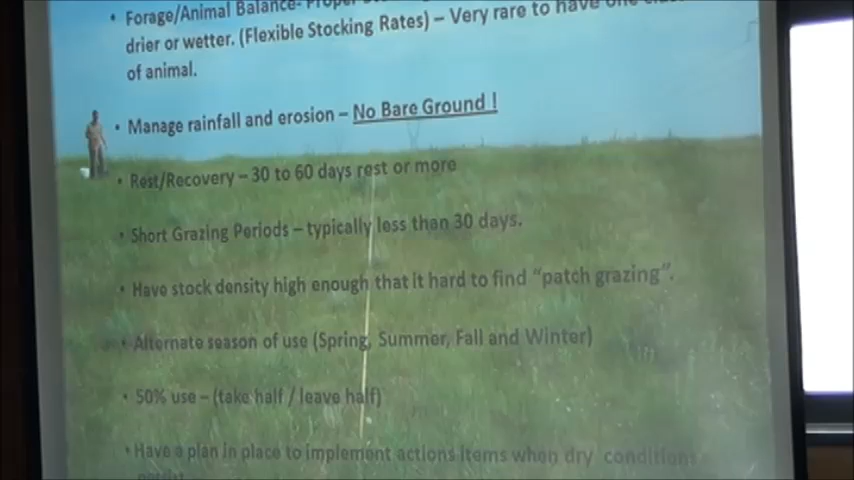 • Forage/Animal Balance- Proper
drier or wetter. (Flexible Stocking Rates) – Very rare to have one
of animal.
• Manage rainfall and erosion – No Bare Ground !
• Rest/Recovery – 30 to 60 days rest or more
• Short Grazing Periods – typically less than 30 days.
• Have stock density high enough that it hard to find “patch grazing”.
• Alternate season of use (Spring, Summer, Fall and Winter)
• 50% use – (take half / leave half)
• Have a plan in place to implement actions items when dry conditions
persist